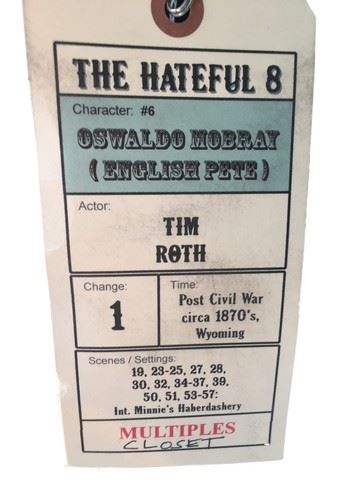 THE HATEFUL 8
Character: #6
OSWALDO MOBRAY
( ENGLISH PETE )
Actor:
TIM
ROTH
Change:
1
Time:
Post Civil War
circa 1870's,
Wyoming
Scenes / Settings:
19, 23-25, 27, 28,
30, 32, 34-37, 39,
50, 51, 53-57:
Int. Minnie's Haberdashery
MULTIPLES
CLOSET